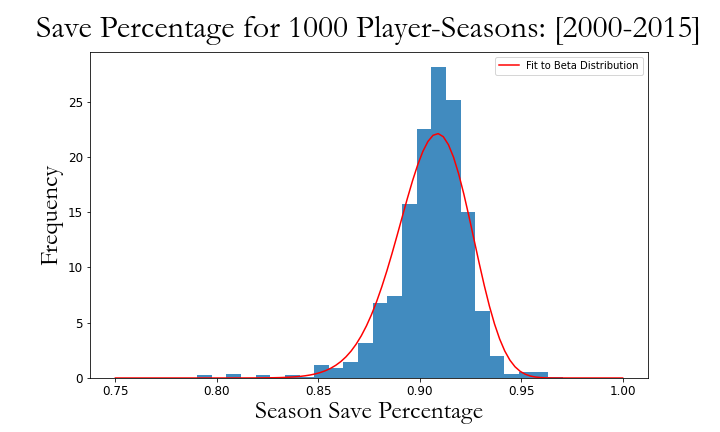 Save Percentage for 1000 Player-Seasons: [2000-2015]
Fit to Beta Distribution
Frequency
25
20
15
10
5
0
0.75 0.80 0.85 0.90 0.95 1.00
Season Save Percentage